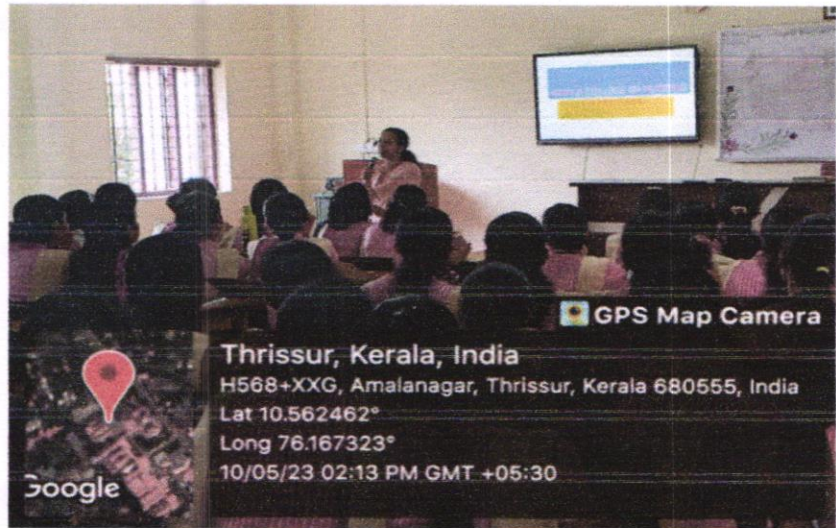 GPS Map Camera
Thrissur, Kerala, India
H568+XXG, Amalanagar, Thrissur, Kerala 680555, India
Lat 10.562462°
Long 76.167323°
10/05/23 02:13 PM GMT +05:30
Google